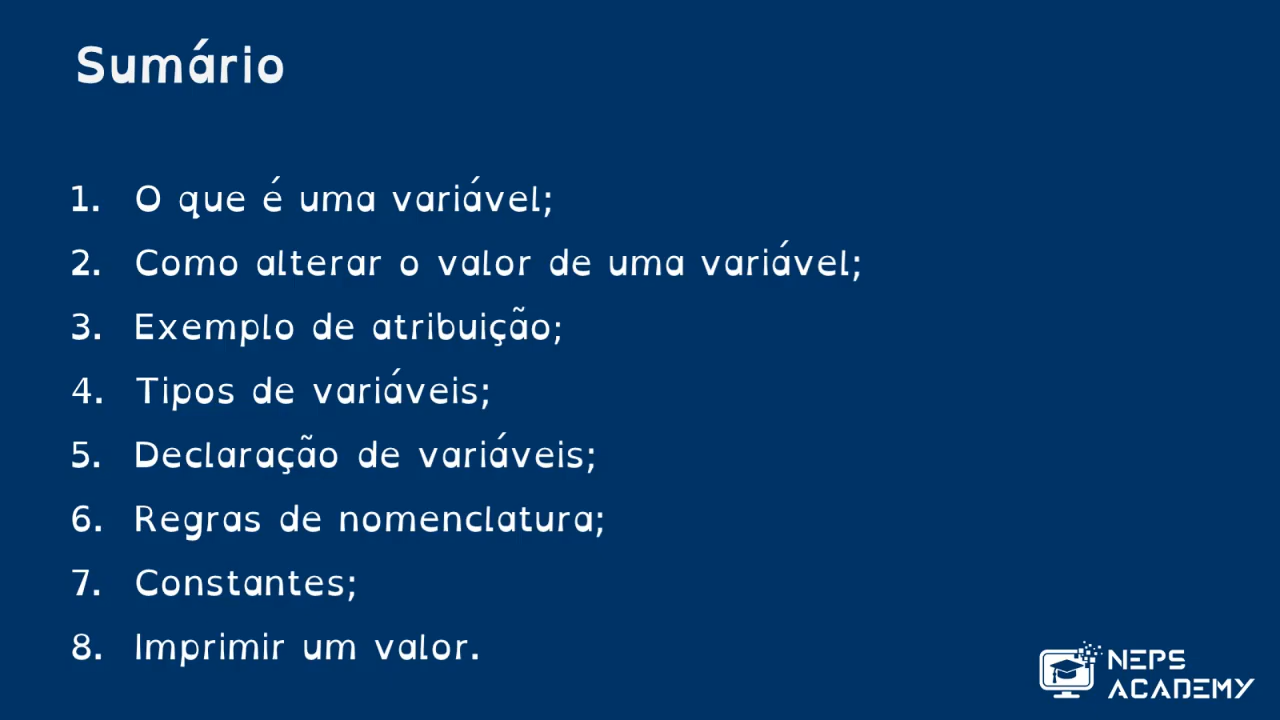 Sumário
1. O que é uma variável;
2. Como alterar o valor de uma variável;
3. Exemplo de atribuição;
4. Tipos de variáveis;
5. Declaração de variáveis;
6. Regras de nomenclatura;
7. Constantes;
8. Imprimir um valor.
NEPS
ACADEMY